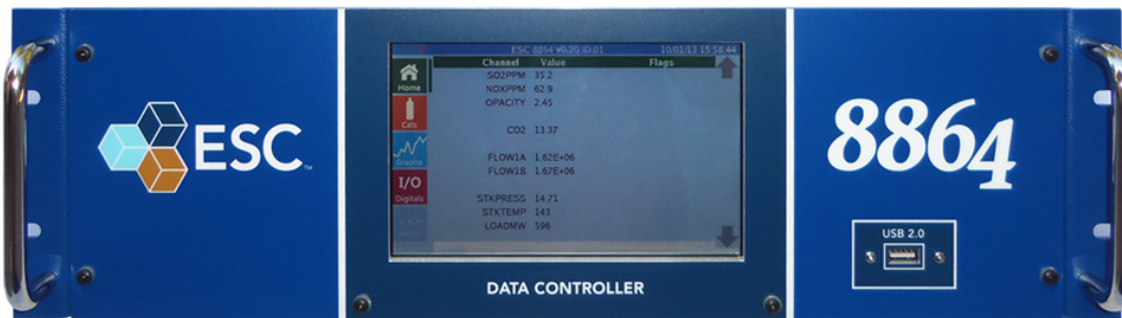 ESC™
ESC 8864 V0.20 ID:01 10/01/13 15:58:44
Channel Value Flags
Home
SO2PPM 35.2
NOXPPM 62.9
OPACITY 2.45
Cals
CO2 13.37
Graphs
FLOW1A 1.62E+06
FLOW1B 1.67E+06
I/O
Digitals
STKPRESS 14.71
STKTEMP 143
LOADMW 596
DATA CONTROLLER
8864
USB 2.0